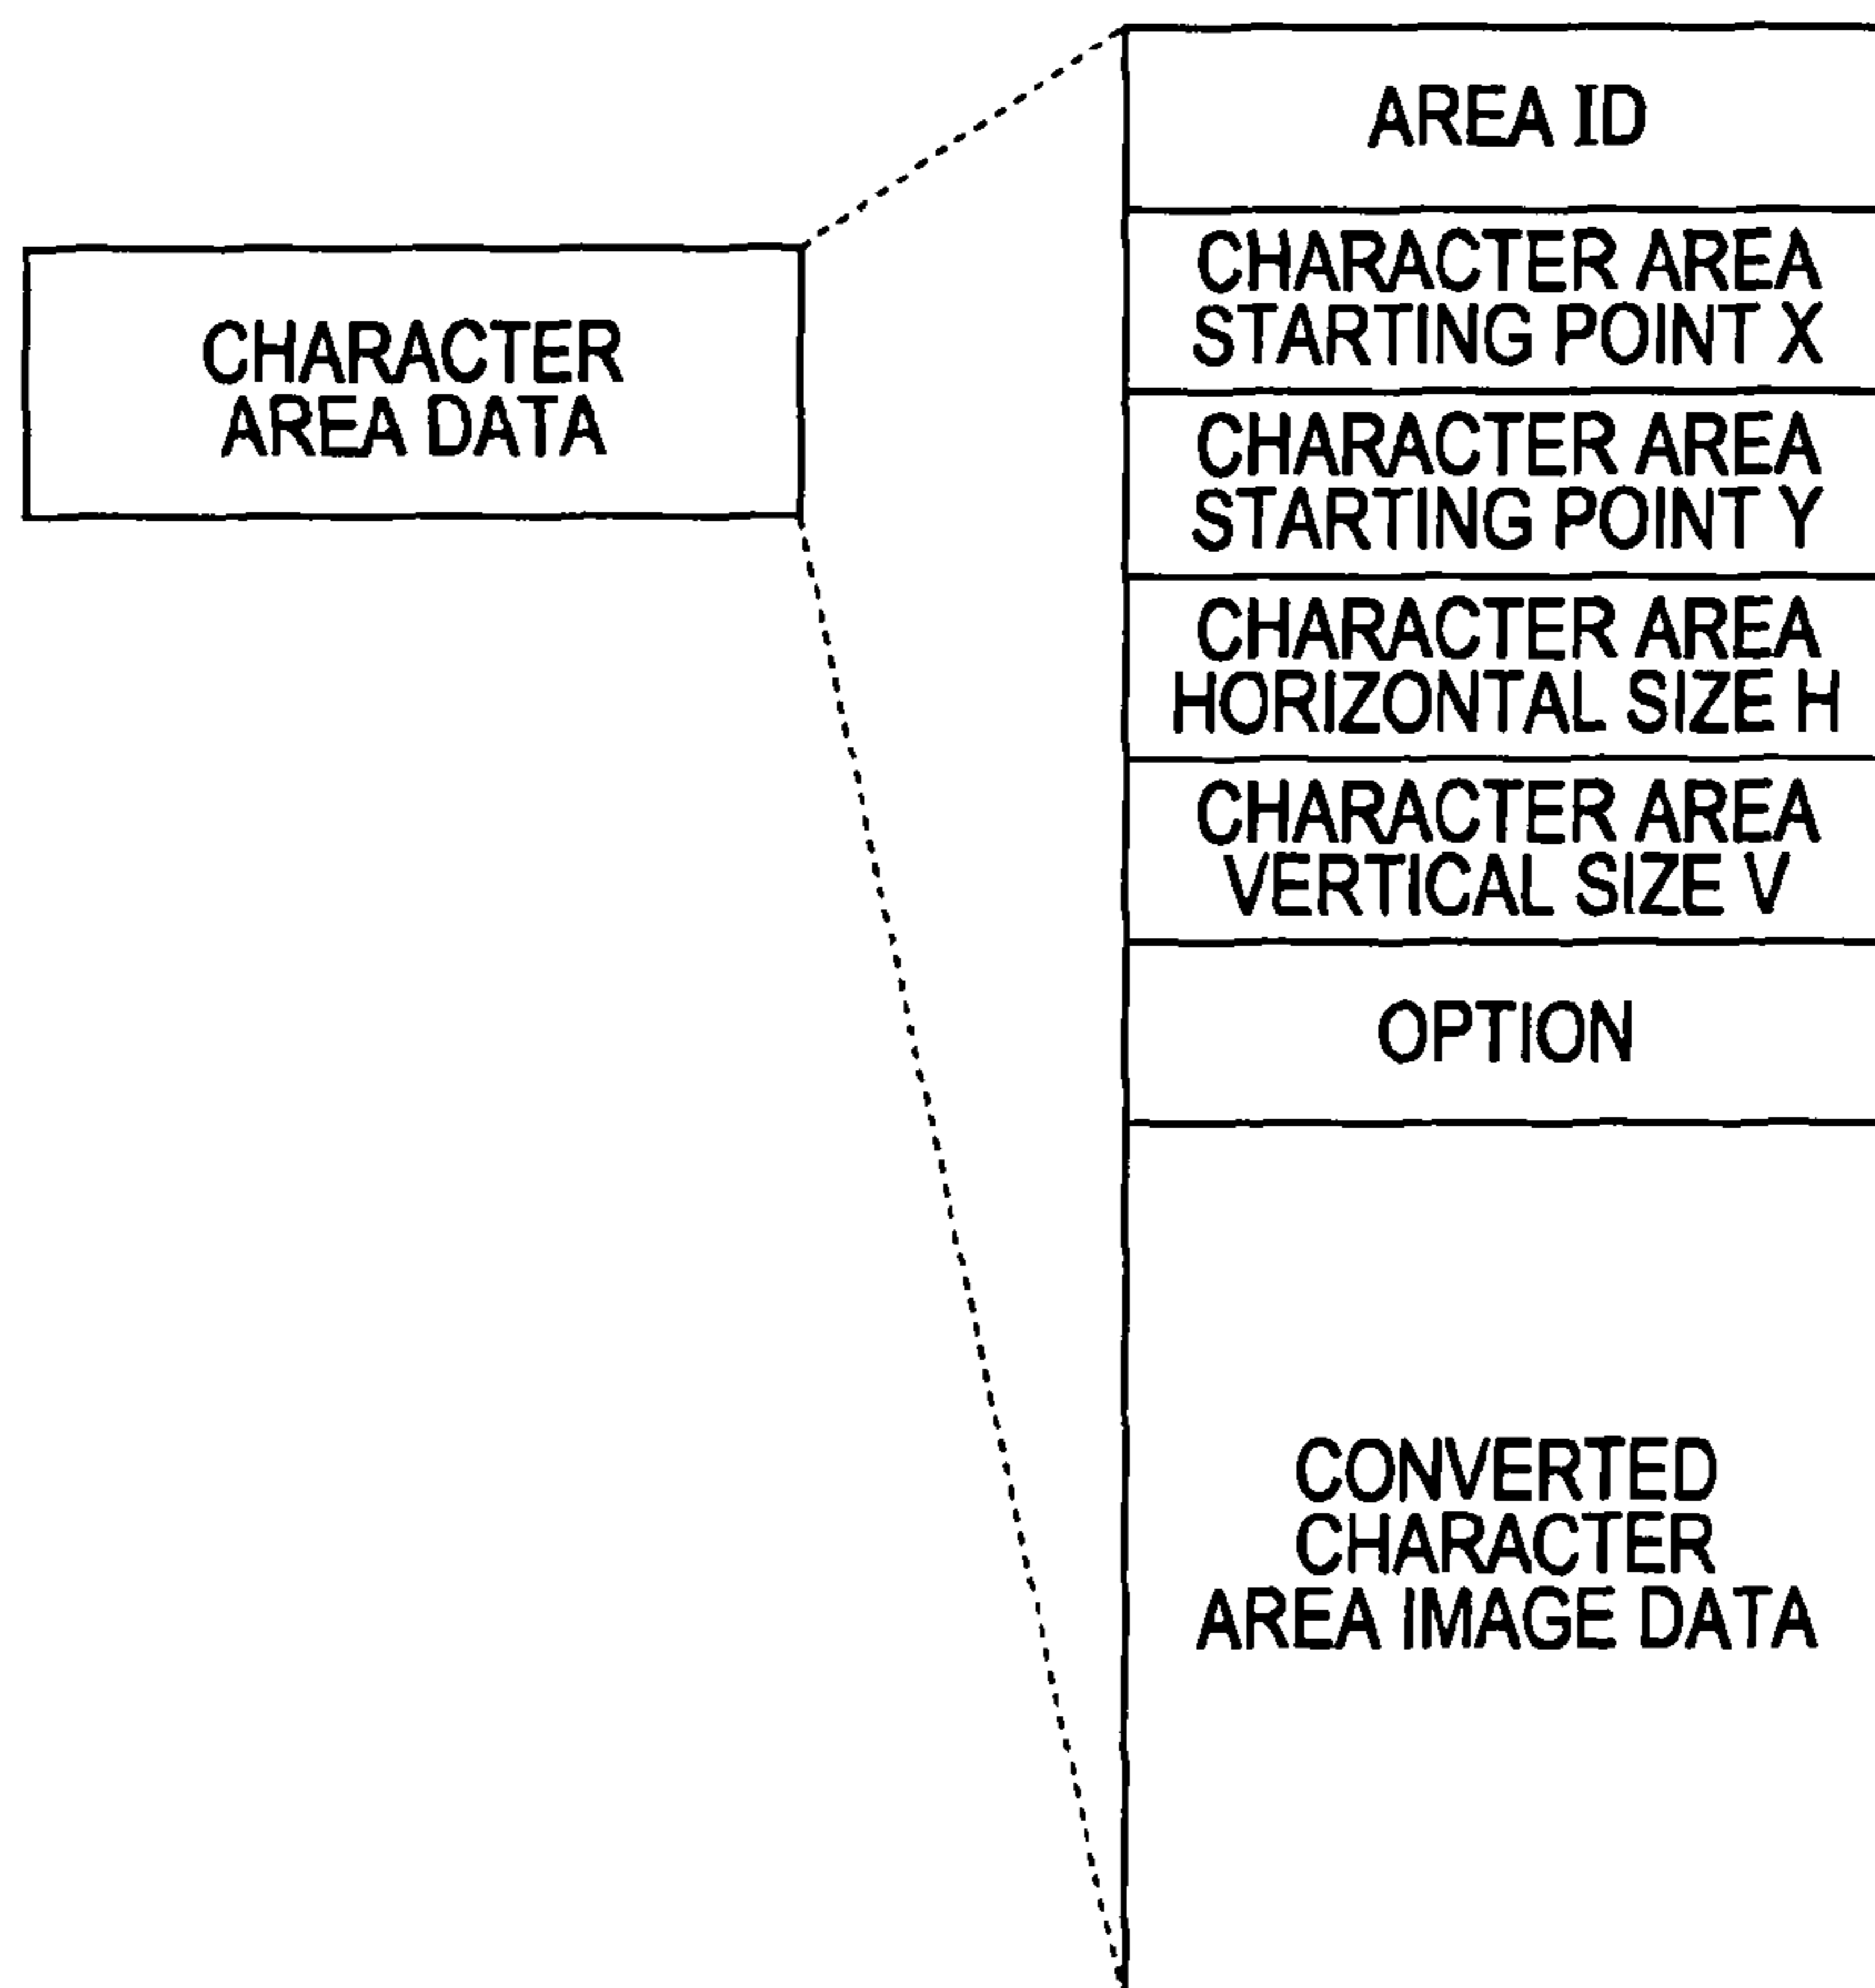 CHARACTER
AREA DATA
AREA ID
CHARACTER AREA
STARTING POINT X
CHARACTER AREA
STARTING POINT Y
CHARACTER AREA
HORIZONTAL SIZE H
CHARACTER AREA
VERTICAL SIZE V
OPTION
CONVERTED
CHARACTER
AREA IMAGE DATA